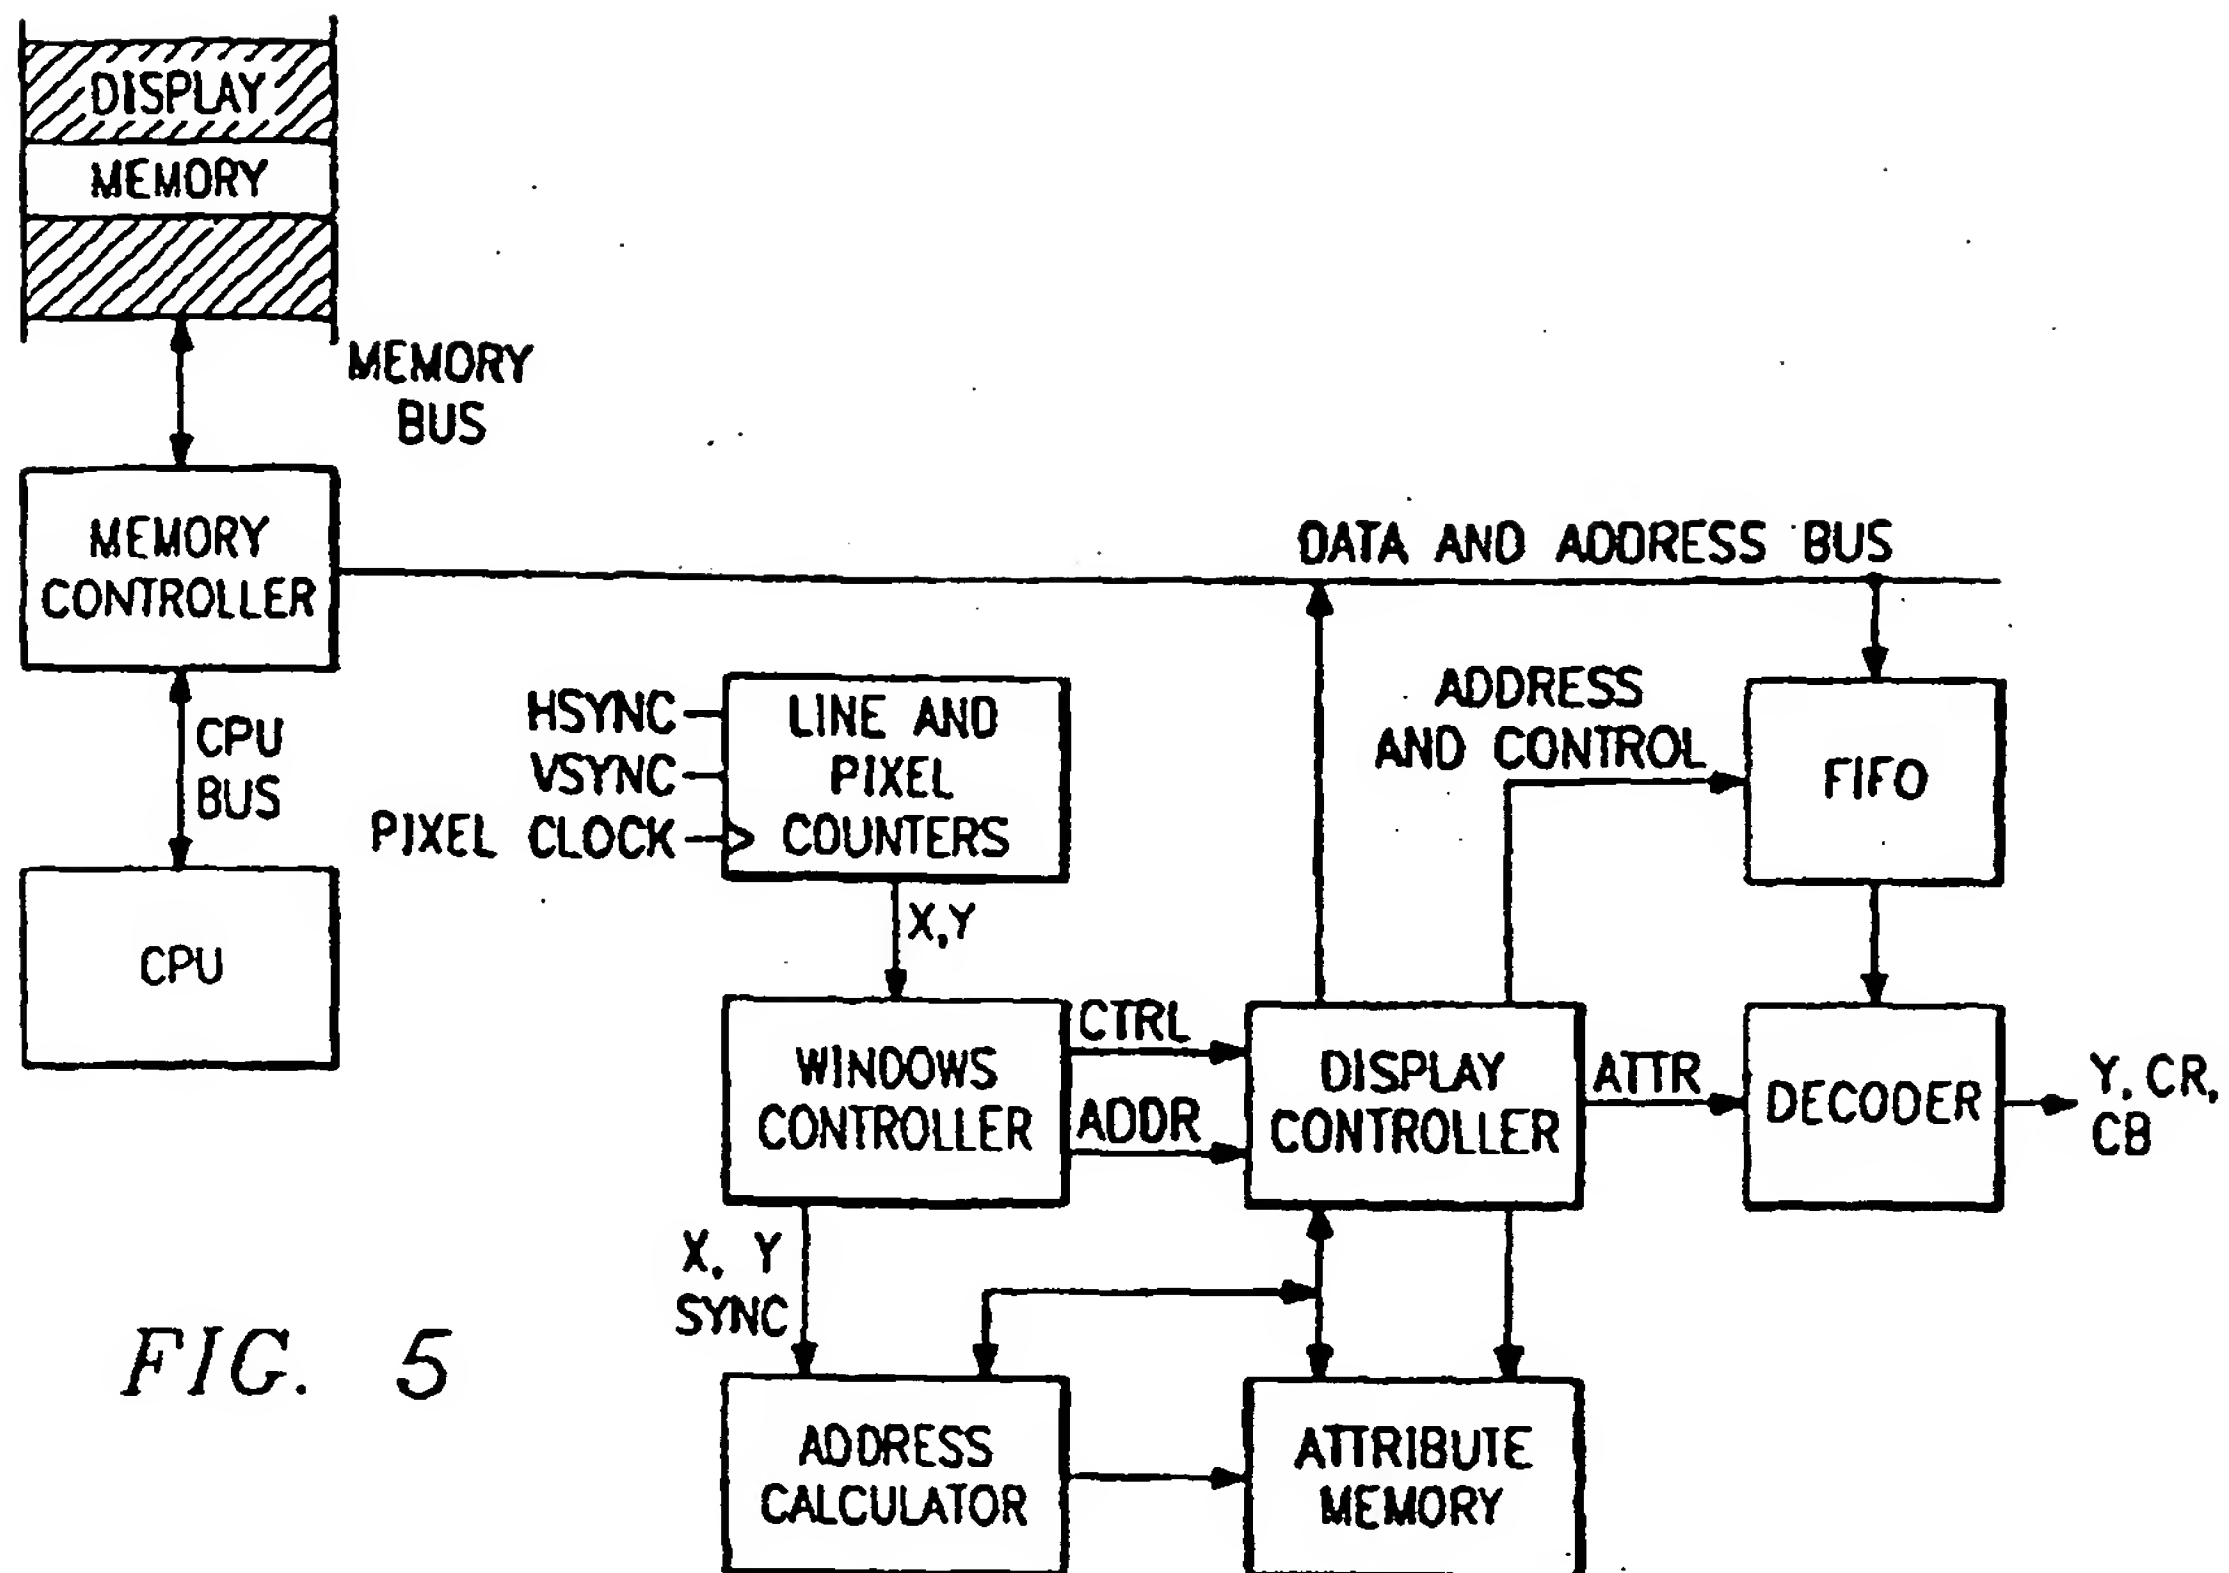 DISPLAY
MEMORY
MEMORY
BUS
MEMORY
CONTROLLER
DATA AND ADDRESS BUS
CPU
BUS
HSYNC
VSYNC
PIXEL CLOCK
LINE AND
PIXEL
COUNTERS
ADDRESS
AND CONTROL
FIFO
X,Y
CPU
WINDOWS
CONTROLLER
CTRL
ADDR
DISPLAY
CONTROLLER
ATTR
DECODER
Y, CR,
CB
X, Y
SYNC
ADDRESS
CALCULATOR
ATTRIBUTE
MEMORY
FIG. 5